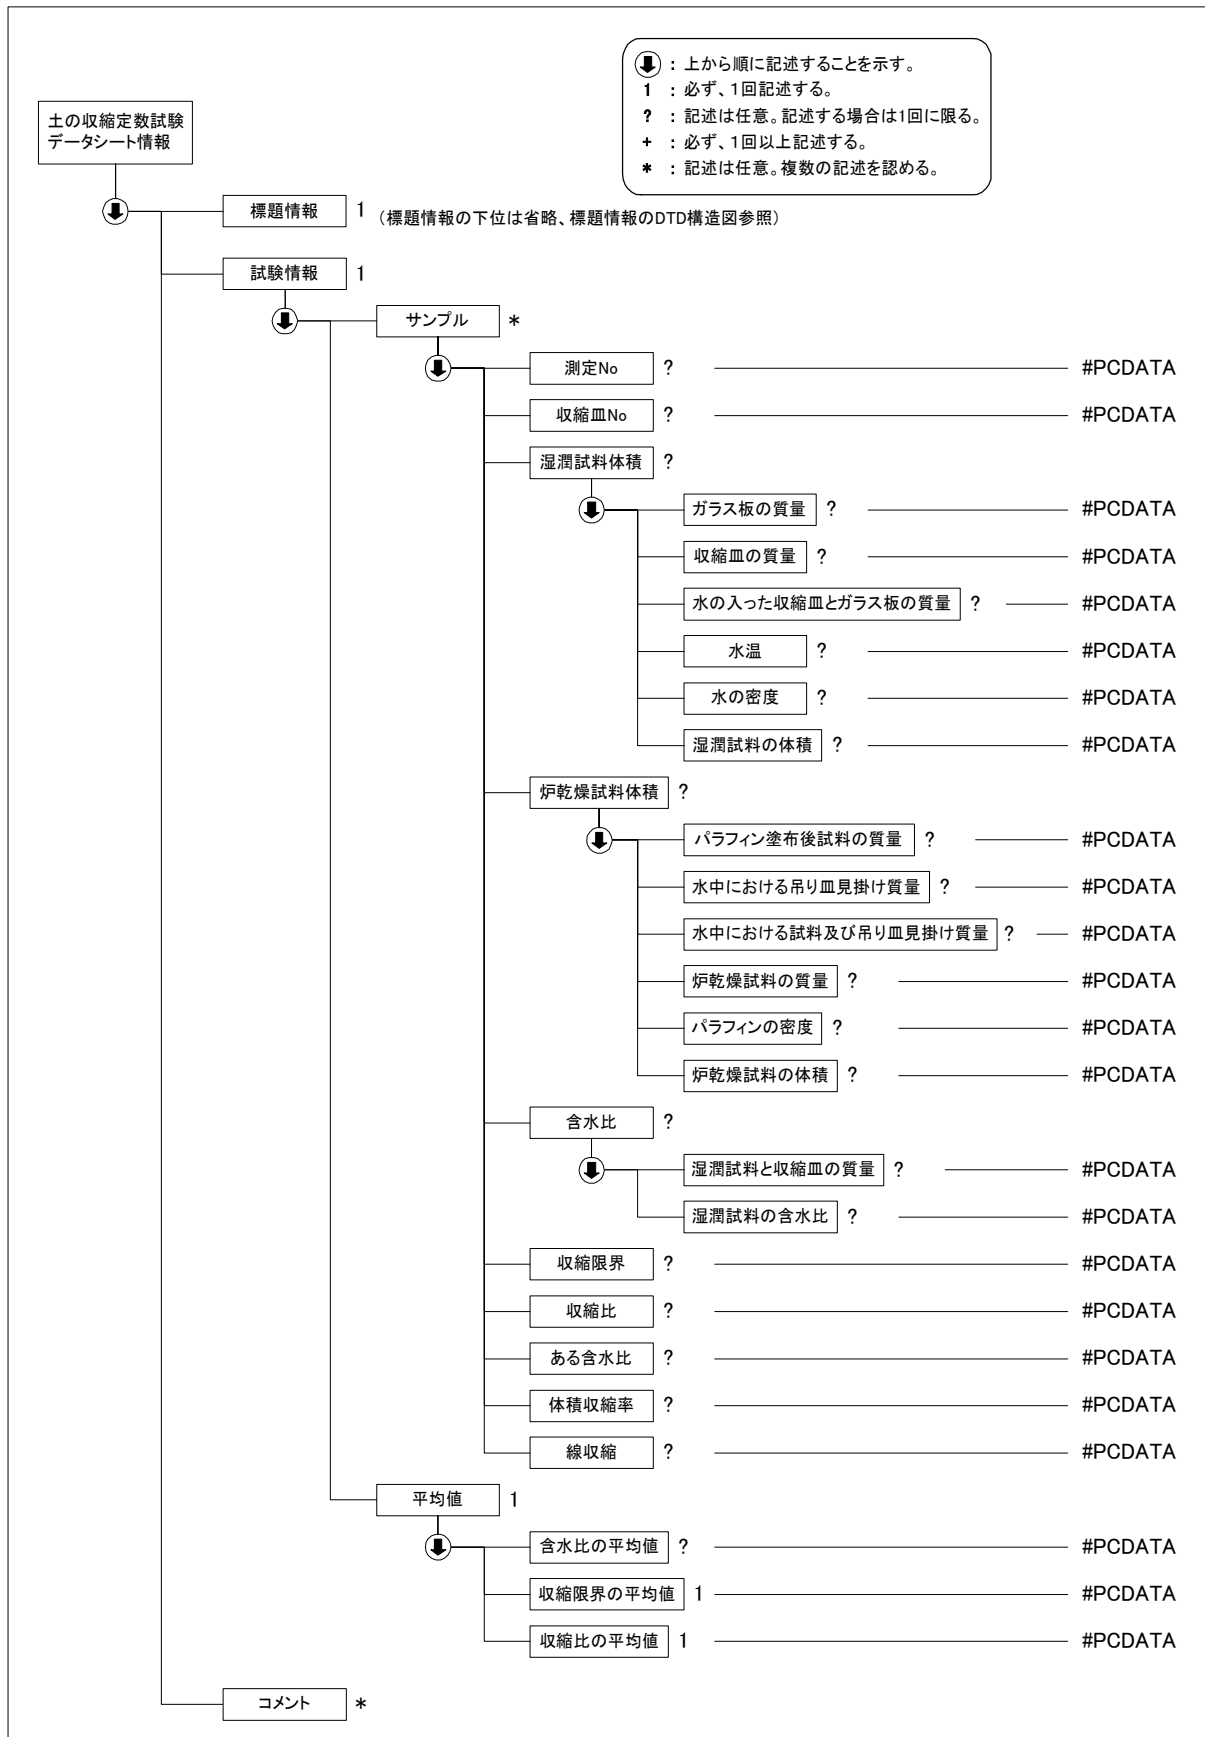 ：上から順に記述することを示す。
1：必ず、1回記述する。
?：記述は任意。記述する場合は1回に限る。
+：必ず、1回以上記述する。
*：記述は任意。複数の記述を認める。
土の収縮定数試験
データシート情報
標題情報 1 （標題情報の下位は省略、標題情報のDTD構造図参照）
試験情報 1
サンプル *
測定No ? #PCDATA
収縮皿No ? #PCDATA
湿潤試料体積 ?
ガラス板の質量 ? #PCDATA
収縮皿の質量 ? #PCDATA
水の入った収縮皿とガラス板の質量 ? #PCDATA
水温 ? #PCDATA
水の密度 ? #PCDATA
湿潤試料の体積 ? #PCDATA
炉乾燥試料体積 ?
パラフィン塗布後試料の質量 ? #PCDATA
水中における吊り皿見掛け質量 ? #PCDATA
水中における試料及び吊り皿見掛け質量 ? #PCDATA
炉乾燥試料の質量 ? #PCDATA
パラフィンの密度 ? #PCDATA
炉乾燥試料の体積 ? #PCDATA
含水比 ?
湿潤試料と収縮皿の質量 ? #PCDATA
湿潤試料の含水比 ? #PCDATA
収縮限界 ? #PCDATA
収縮比 ? #PCDATA
ある含水比 ? #PCDATA
体積収縮率 ? #PCDATA
線収縮 ? #PCDATA
平均値 1
含水比の平均値 ? #PCDATA
収縮限界の平均値 1 #PCDATA
収縮比の平均値 1 #PCDATA
コメント *